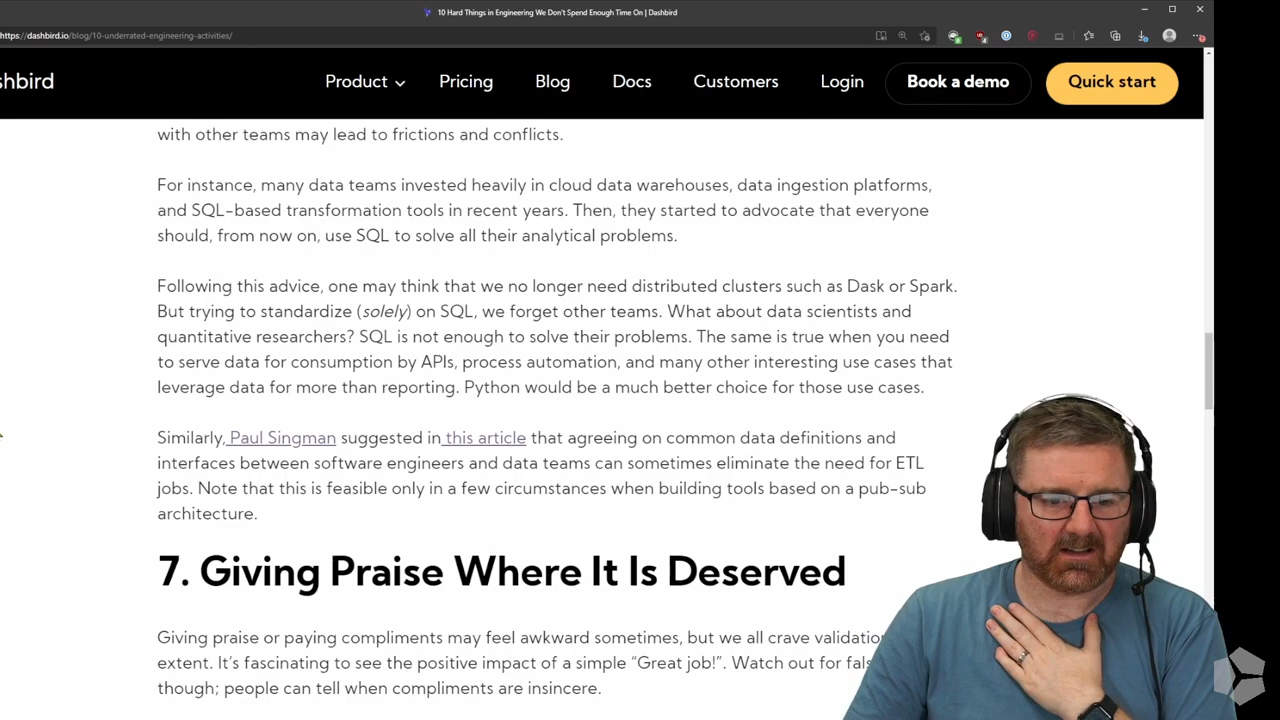 10 Hard Things in Engineering We Don't Spend Enough Time On | Dashbird
https://dashbird.io/blog/10-underrated-engineering-activities/
shbird Product Pricing Blog Docs Customers Login Book a demo Quick start
with other teams may lead to frictions and conflicts.
For instance, many data teams invested heavily in cloud data warehouses, data ingestion platforms,
and SQL-based transformation tools in recent years. Then, they started to advocate that everyone
should, from now on, use SQL to solve all their analytical problems.
Following this advice, one may think that we no longer need distributed clusters such as Dask or Spark.
But trying to standardize (solely) on SQL, we forget other teams. What about data scientists and
quantitative researchers? SQL is not enough to solve their problems. The same is true when you need
to serve data for consumption by APIs, process automation, and many other interesting use cases that
leverage data for more than reporting. Python would be a much better choice for those use cases.
Similarly, Paul Singman suggested in this article that agreeing on common data definitions and
interfaces between software engineers and data teams can sometimes eliminate the need for ETL
jobs. Note that this is feasible only in a few circumstances when building tools based on a pub-sub
architecture.
7. Giving Praise Where It Is Deserved
Giving praise or paying compliments may feel awkward sometimes, but we all crave validatio
extent. It's fascinating to see the positive impact of a simple “Great job!”. Watch out for fals
though; people can tell when compliments are insincere.